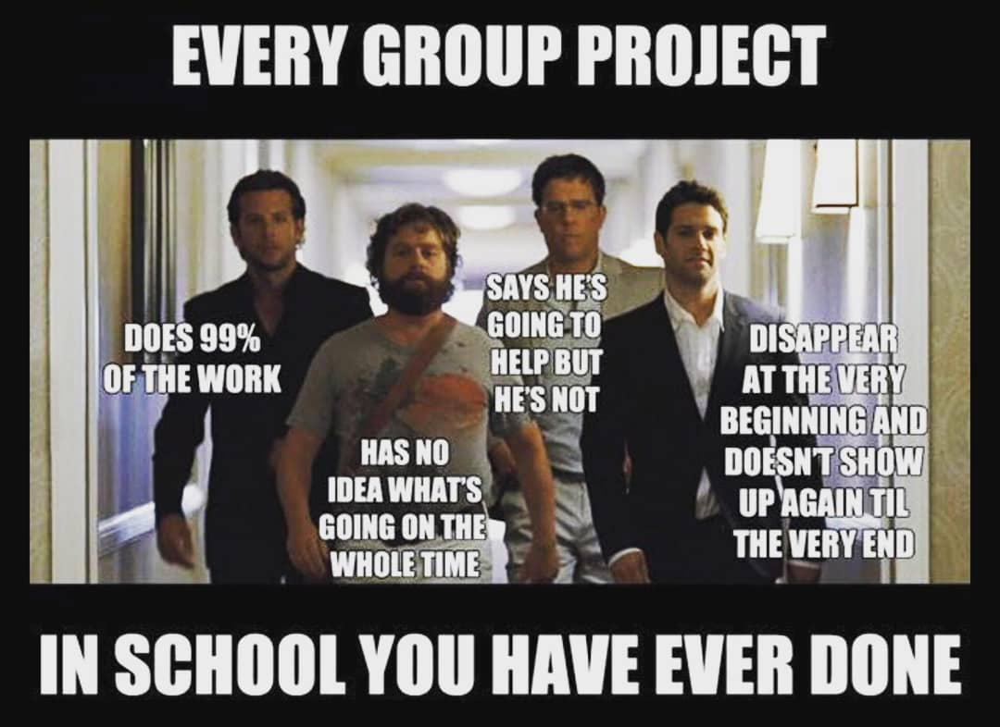 EVERY GROUP PROJECT
DOES 99%
OF THE WORK
HAS NO
IDEA WHAT'S
GOING ON THE
WHOLE TIME
SAYS HE'S
GOING TO
HELP BUT
HE'S NOT
DISAPPEAR
AT THE VERY
BEGINNING AND
DOESN'T SHOW
UP AGAIN TIL
THE VERY END
IN SCHOOL YOU HAVE EVER DONE